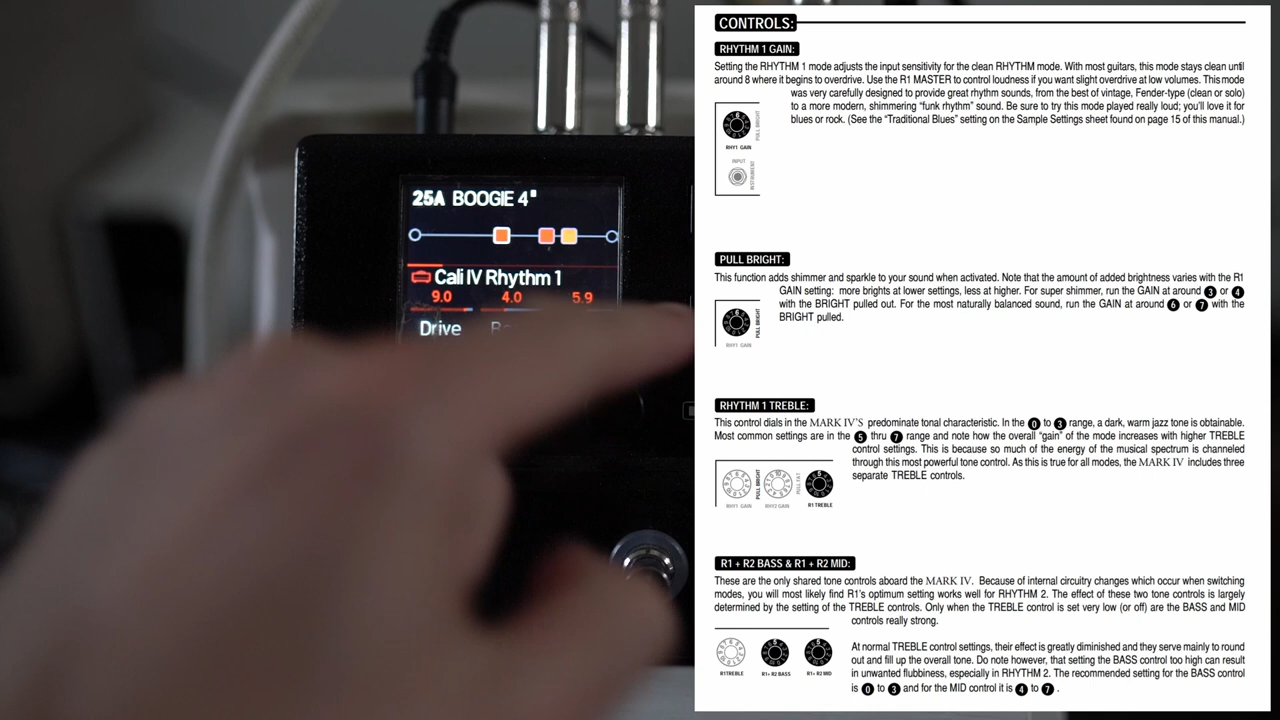 25A BOOGIE 4"
Cali IV Rhythm 1
9.0 4.0 5.9
Drive
CONTROLS:
RHYTHM 1 GAIN:
Setting the RHYTHM 1 mode adjusts the input sensitivity for the clean RHYTHM mode. With most guitars, this mode stays clean until
around 8 where it begins to overdrive. Use the R1 MASTER to control loudness if you want slight overdrive at low volumes. This mode
was very carefully designed to provide great rhythm sounds, from the best of vintage, Fender-type (clean or solo)
to a more modern, shimmering “funk rhythm” sound. Be sure to try this mode played really loud; you'll love it for
blues or rock. (See the “Traditional Blues” setting on the Sample Settings sheet found on page 15 of this manual.)
PULL BRIGHT
RHY1 GAIN
INPUT
INSTRUMENT
PULL BRIGHT:
This function adds shimmer and sparkle to your sound when activated. Note that the amount of added brightness varies with the R1
GAIN setting: more brights at lower settings, less at higher. For super shimmer, run the GAIN at around 3 or 4
with the BRIGHT pulled out. For the most naturally balanced sound, run the GAIN at around 6 or 7 with the
BRIGHT pulled.
PULL BRIGHT
RHY1 GAIN
RHYTHM 1 TREBLE:
This control dials in the MARK IV'S predominate tonal characteristic. In the 0 to 3 range, a dark, warm jazz tone is obtainable.
Most common settings are in the 5 thru 7 range and note how the overall “gain” of the mode increases with higher TREBLE
control settings. This is because so much of the energy of the musical spectrum is channeled
through this most powerful tone control. As this is true for all modes, the MARK IV includes three
separate TREBLE controls.
PULL BRIGHT
RHY1 GAIN RHY2 GAIN R1 TREBLE
R1 + R2 BASS & R1 + R2 MID:
These are the only shared tone controls aboard the MARK IV. Because of internal circuitry changes which occur when switching
modes, you will most likely find R1's optimum setting works well for RHYTHM 2. The effect of these two tone controls is largely
determined by the setting of the TREBLE controls. Only when the TREBLE control is set very low (or off) are the BASS and MID
controls really strong.
At normal TREBLE control settings, their effect is greatly diminished and they serve mainly to round
out and fill up the overall tone. Do note however, that setting the BASS control too high can result
in unwanted flubbiness, especially in RHYTHM 2. The recommended setting for the BASS control
is 0 to 3 and for the MID control it is 4 to 7 .
R1TREBLE R1+ R2 BASS R1+ R2 MID